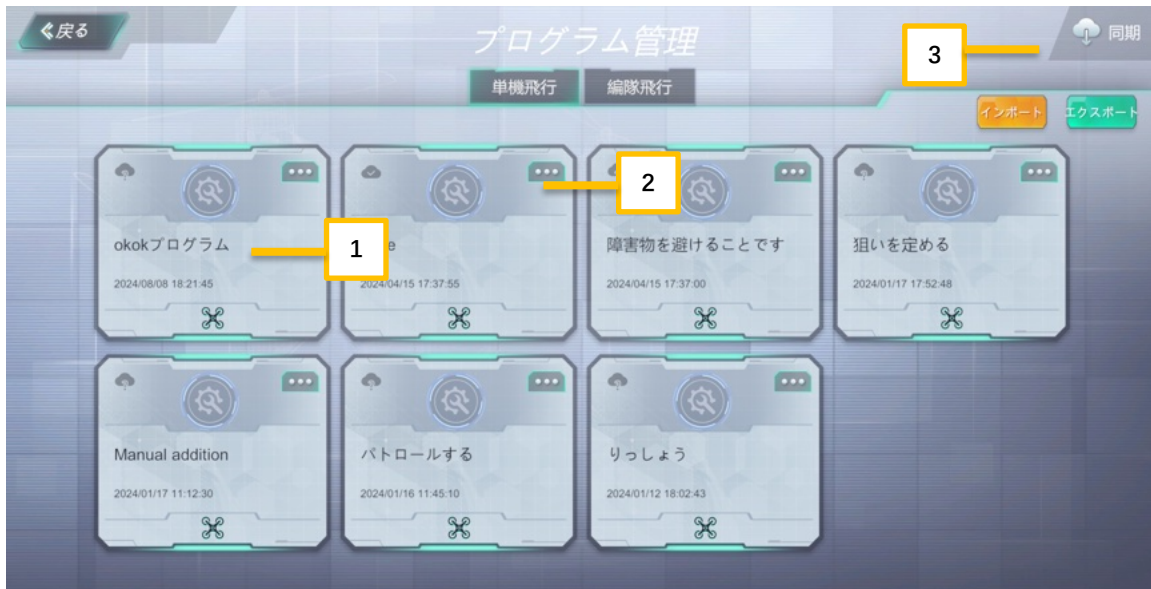 戻る
プログラム管理
同期
3
単機飛行
編隊飛行
インポート
エクスポート
2
okokプログラム
1
e
障害物を避けることです
狙いを定める
2024/08/08 18:21:45
2024/04/15 17:37:55
2024/04/15 17:37:00
2024/01/17 17:52:48
Manual addition
パトロールする
りっしょう
2024/01/17 11:12:30
2024/01/16 11:45:10
2024/01/12 18:02:43